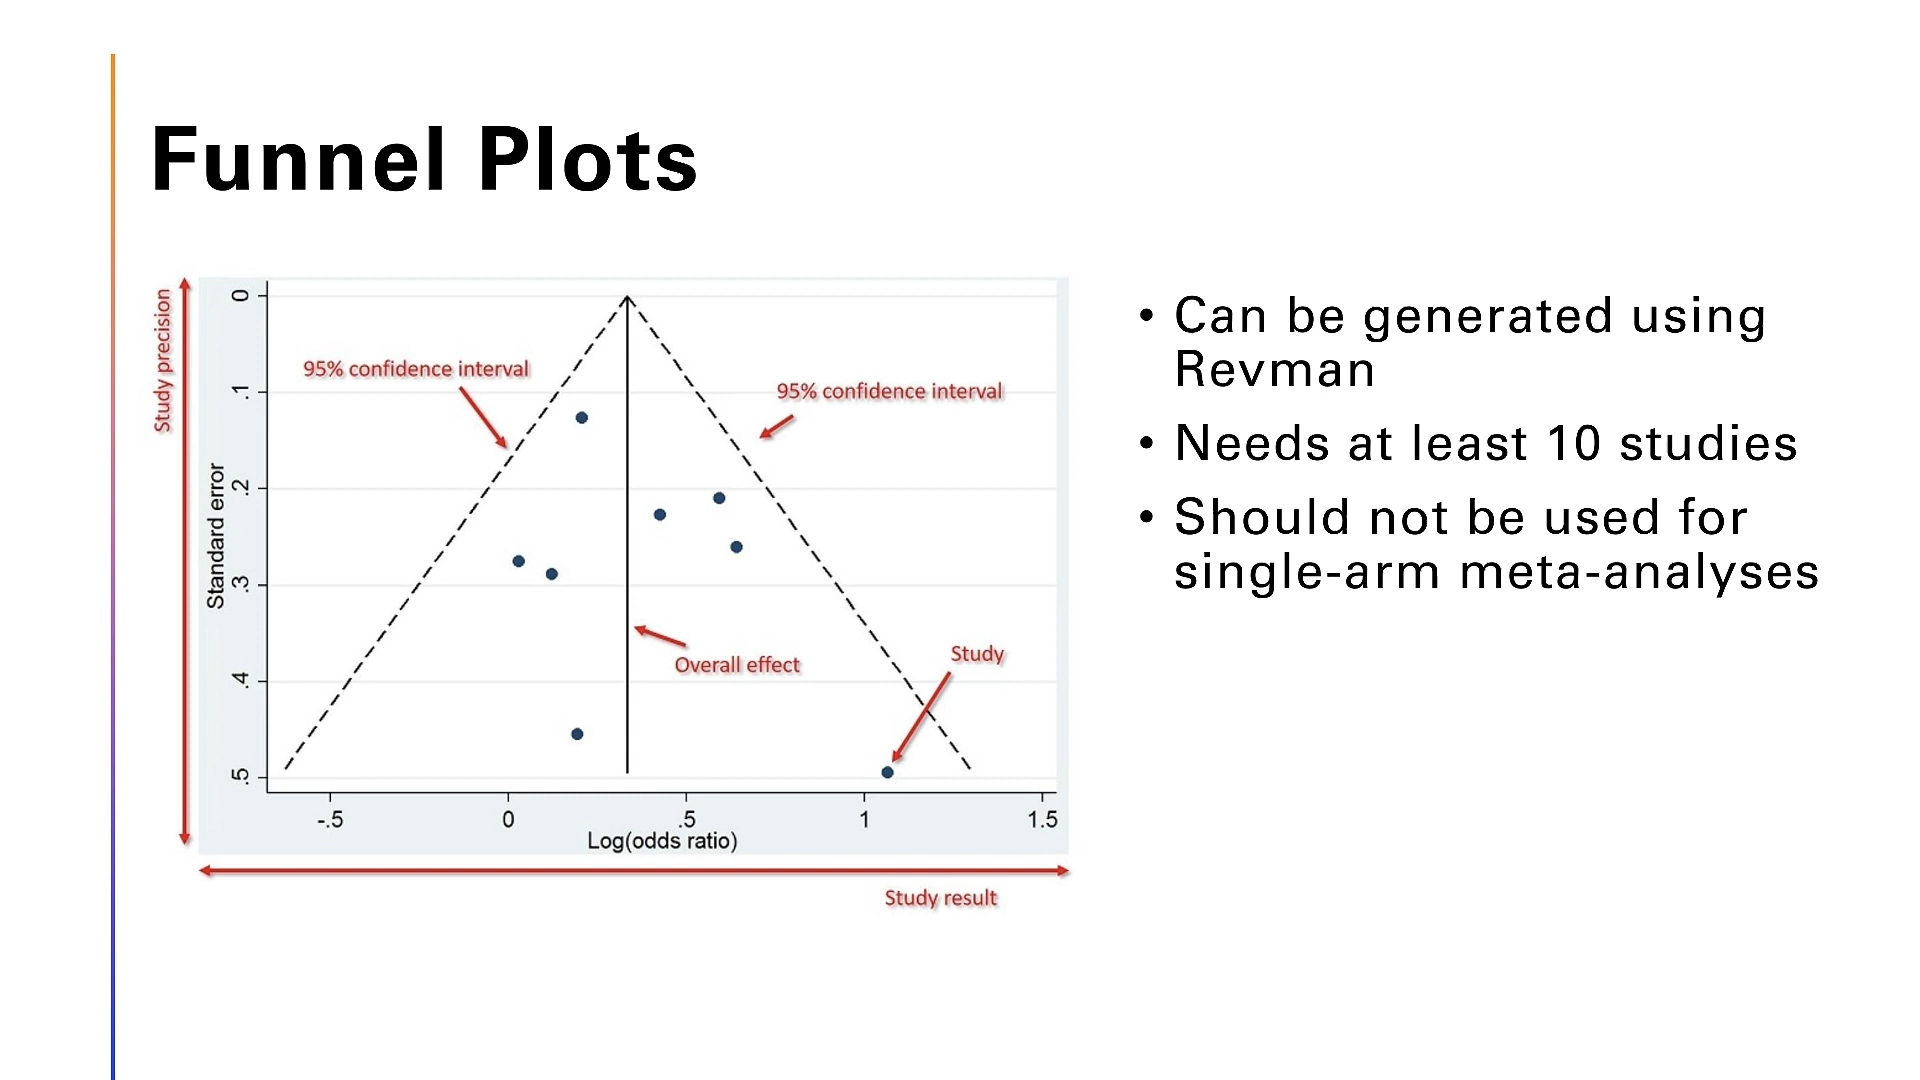 Funnel Plots
Study precision
Standard error
0
.1
.2
.3
.4
.5
95% confidence interval
95% confidence interval
Overall effect
Study
-.5
0
.5
1
1.5
Log(odds ratio)
Study result
• Can be generated using
Revman
• Needs at least 10 studies
• Should not be used for
single-arm meta-analyses